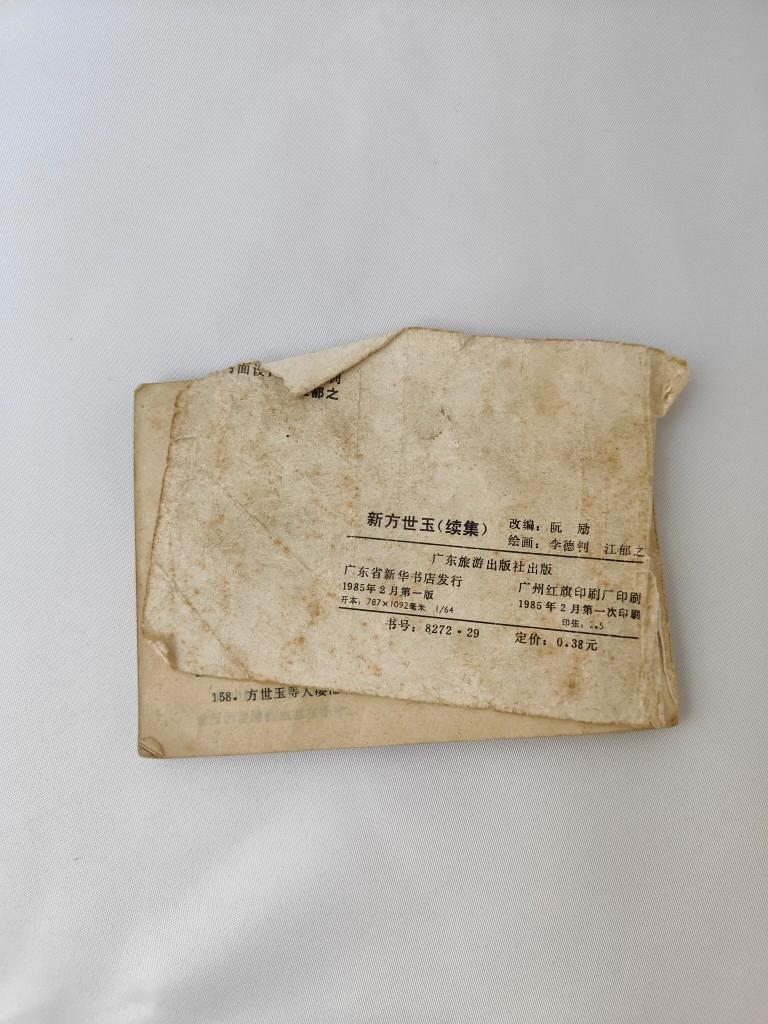 面设
郁之
新方世玉(续集)
改编：阮 励
绘画：李德钊 江郁之
广东旅游出版社出版
广东省新华书店发行
广州红旗印刷厂印刷
1985年2月第一版
1985年2月第一次印刷
开本：787×1092毫米 1/64
印张：2.5
书号：8272·29
定价：0.38元
158．方世玉等人